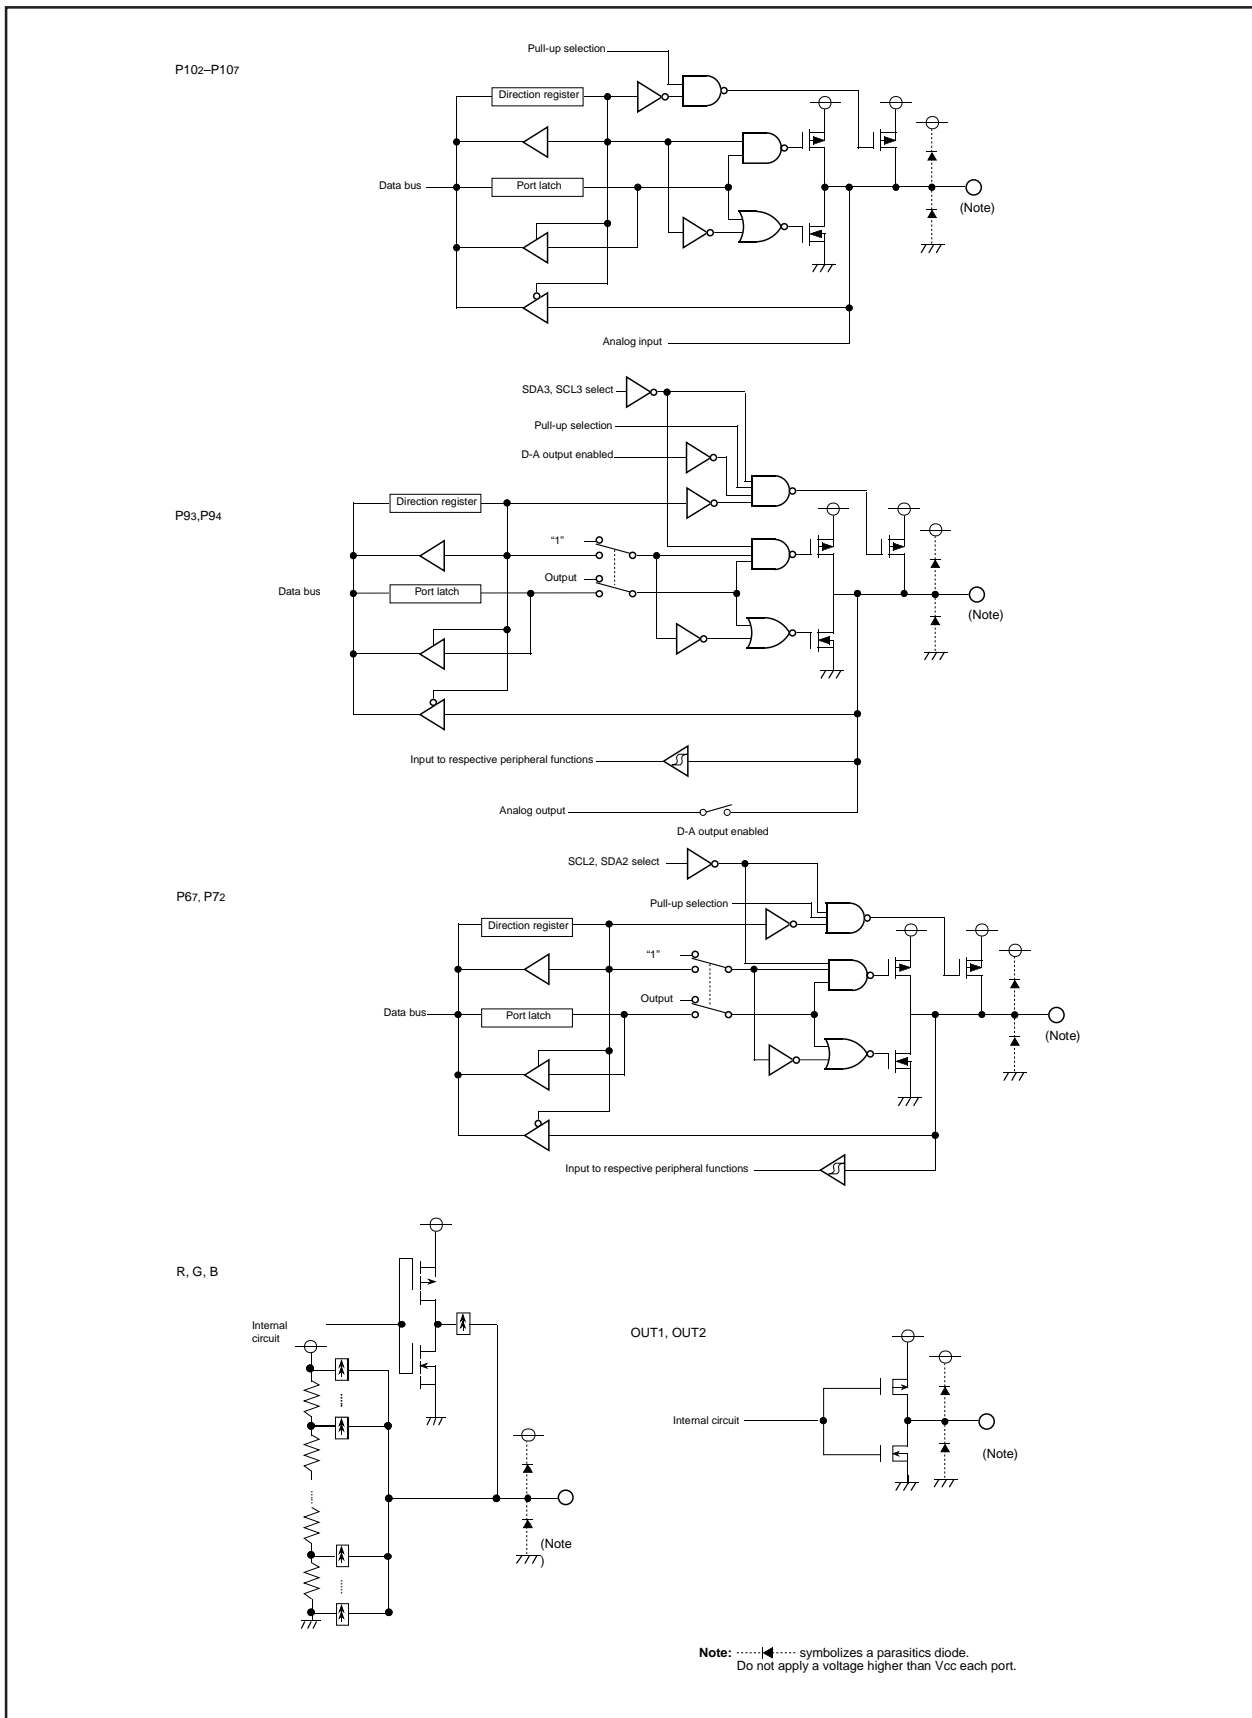 Pull-up selection
P102–P107
Direction register
Data bus
Port latch
(Note)
Analog input
SDA3, SCL3 select
Pull-up selection
D-A output enabled
Direction register
P93,P94
“1”
Output
Data bus
Port latch
(Note)
Input to respective peripheral functions
Analog output
D-A output enabled
SCL2, SDA2 select
P67, P72
Pull-up selection
Direction register
“1”
Output
Data bus
Port latch
(Note)
Input to respective peripheral functions
R, G, B
Internal
circuit
OUT1, OUT2
Internal circuit
(Note)
(Note
)
Note: symbolizes a parasitics diode.
Do not apply a voltage higher than Vcc each port.